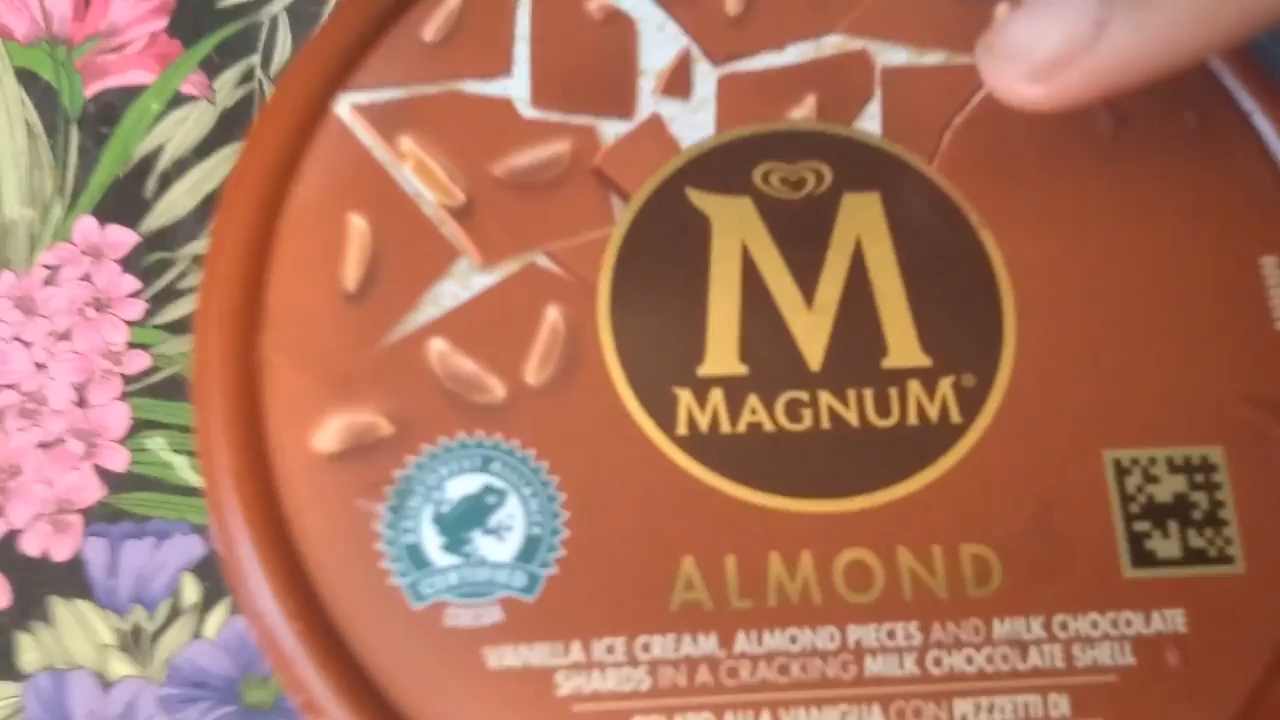 M
MAGNUM®
CERTIFIED
ALMOND
VANILLA ICE CREAM, ALMOND PIECES AND MILK CHOCOLATE
SHARDS IN A CRACKING MILK CHOCOLATE SHELL
GELATO ALLA VANIGLIA CON PEZZETTI DI